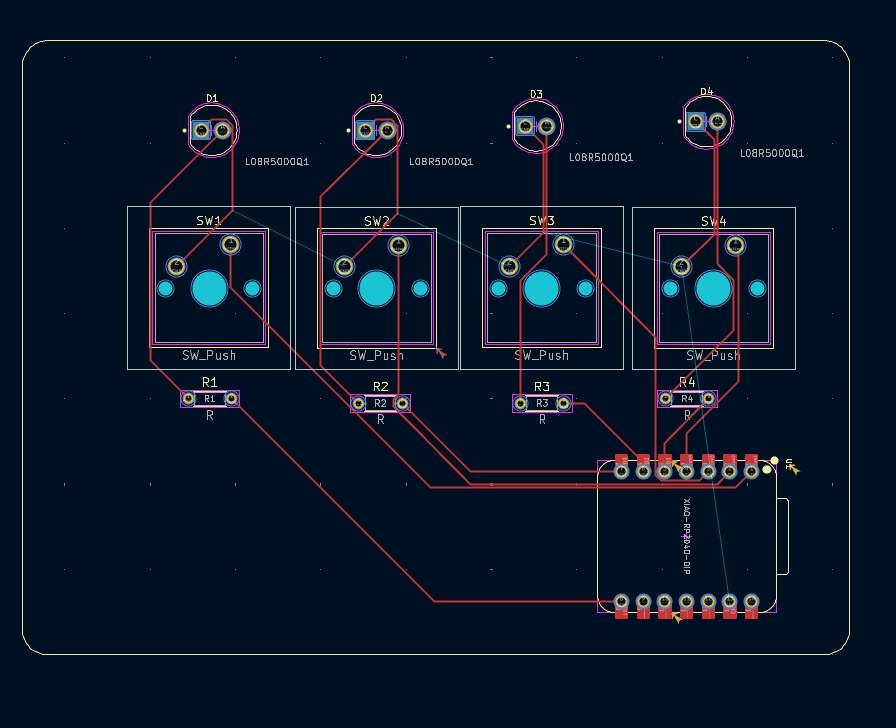 D1
D2
D3
D4
L08R5000Q1
L08R5000Q1
L08R5000Q1
L08R5000Q1
SW1
SW2
SW3
SW4
SW_Push
SW_Push
SW_Push
SW_Push
R1
R2
R3
R4
R1
R2
R3
R4
R
R
R
R
U1
XIAO-RP2040-DIP